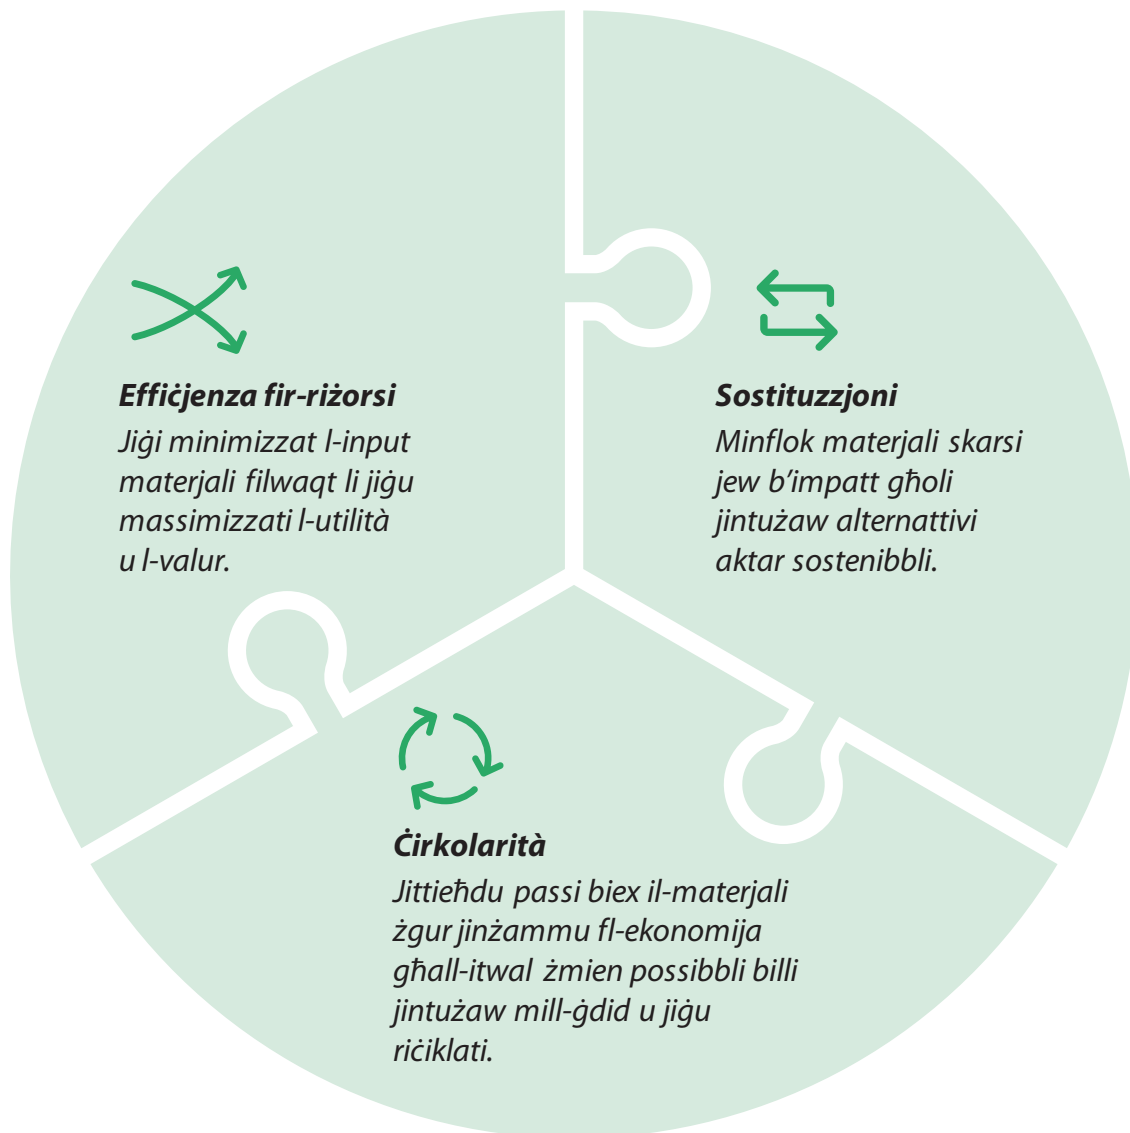 Effiċjenza fir-riżorsi
Jiġi minimizzat l-input
materjali filwaqt li jiġu
massimizzati l-utilità
u l-valur.
Sostituzzjoni
Minflok materjali skarsi
jew b'impatt għoli
jintużaw alternattivi
aktar sostenibbli.
Ċirkolarità
Jittieħdu passi biex il-materjali
żgur jinżammu fl-ekonomija
għall-itwal żmien possibbli billi
jintużaw mill-ġdid u jiġu
riċiklati.